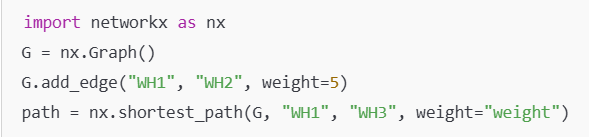 import networkx as nx
G = nx.Graph()
G.add_edge("WH1", "WH2", weight=5)
path = nx.shortest_path(G, "WH1", "WH3", weight="weight")